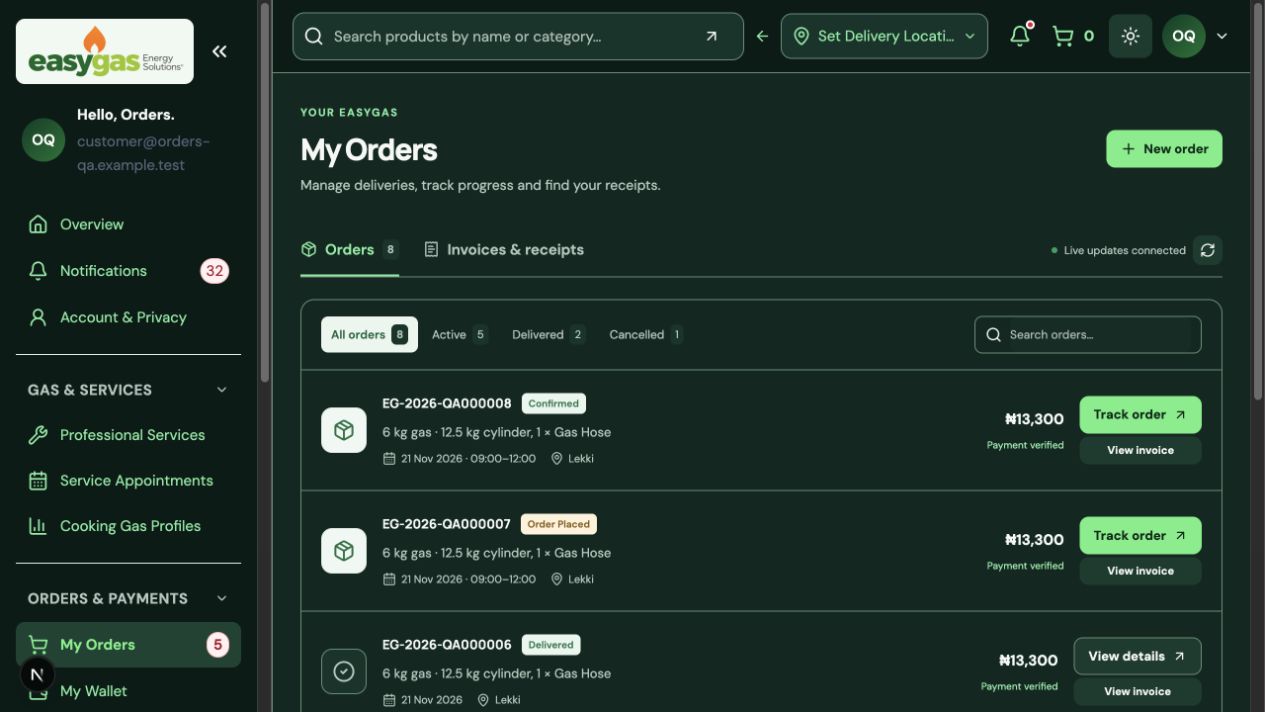 easygas Energy Solutions
Search products by name or category...
Set Delivery Locati...
0
OQ
Hello, Orders.
OQ
customer@orders-
qa.example.test
Overview
Notifications 32
Account & Privacy
GAS & SERVICES
Professional Services
Service Appointments
Cooking Gas Profiles
ORDERS & PAYMENTS
My Orders 5
N
My Wallet
YOUR EASYGAS
My Orders
New order
Manage deliveries, track progress and find your receipts.
Orders 8
Invoices & receipts
Live updates connected
All orders 8
Active 5
Delivered 2
Cancelled 1
Search orders...
EG-2026-QA000008 Confirmed
6 kg gas · 12.5 kg cylinder, 1 × Gas Hose
21 Nov 2026 · 09:00–12:00 Lekki
₦13,300
Payment verified
Track order
View invoice
EG-2026-QA000007 Order Placed
6 kg gas · 12.5 kg cylinder, 1 × Gas Hose
21 Nov 2026 · 09:00–12:00 Lekki
₦13,300
Payment verified
Track order
View invoice
EG-2026-QA000006 Delivered
6 kg gas · 12.5 kg cylinder, 1 × Gas Hose
21 Nov 2026 Lekki
₦13,300
Payment verified
View details
View invoice